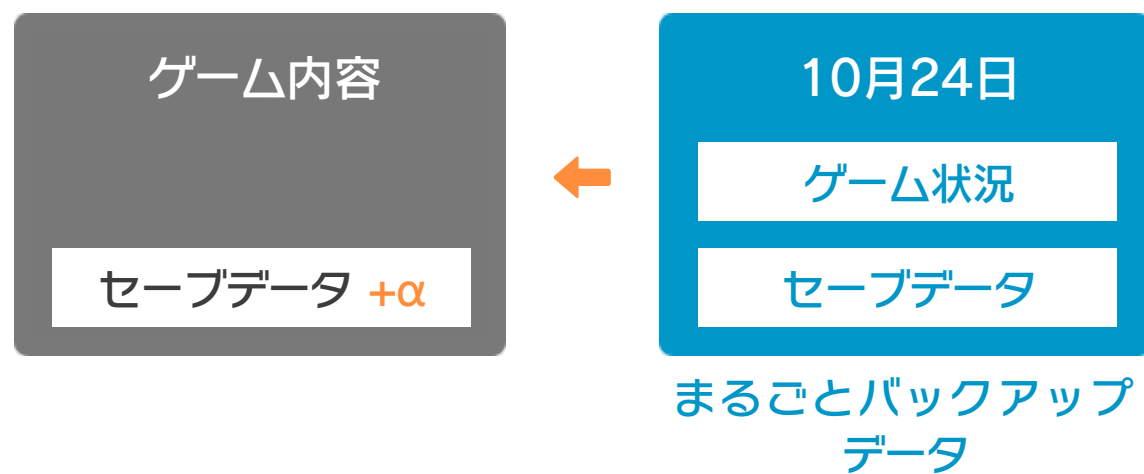 ゲーム内容
セーブデータ +α
10月24日
ゲーム状況
セーブデータ
まるごとバックアップ
データ